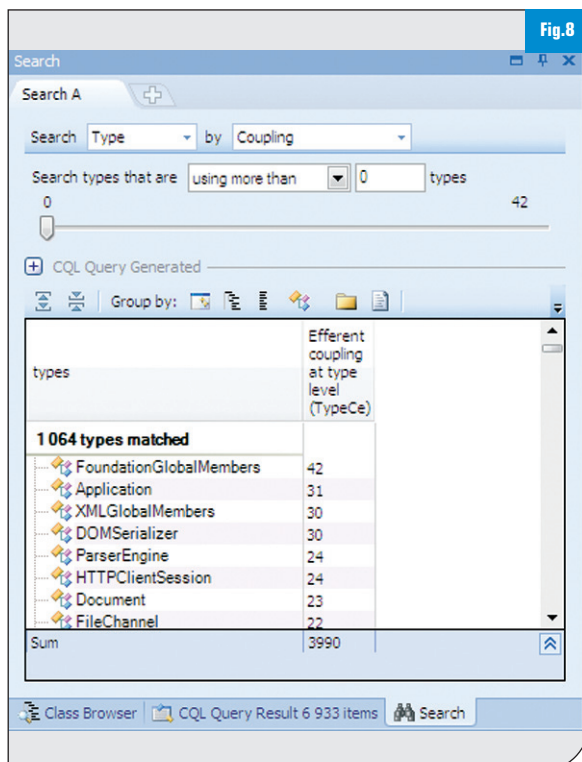 Fig.8
Search
Search A
Search Type by Coupling
Search types that are using more than 0 types
0 42
CQL Query Generated
Group by:
types
Efferent
coupling
at type
level
(TypeCe)
1 064 types matched
FoundationGlobalMembers 42
Application 31
XMLGlobalMembers 30
DOMSerializer 30
ParserEngine 24
HTTPClientSession 24
Document 23
FileChannel 22
Sum 3990
Class Browser CQL Query Result 6 933 items Search